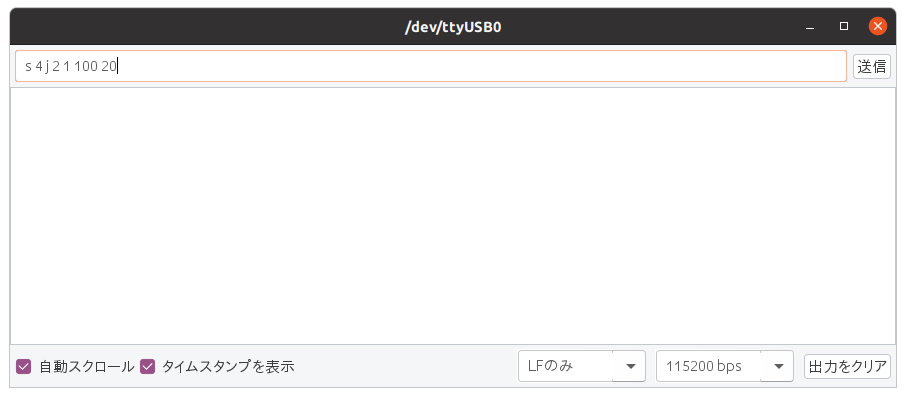 /dev/ttyUSB0
s 4 j 2 1 100 20
送信
自動スクロール
タイムスタンプを表示
LFのみ
115200 bps
出力をクリア